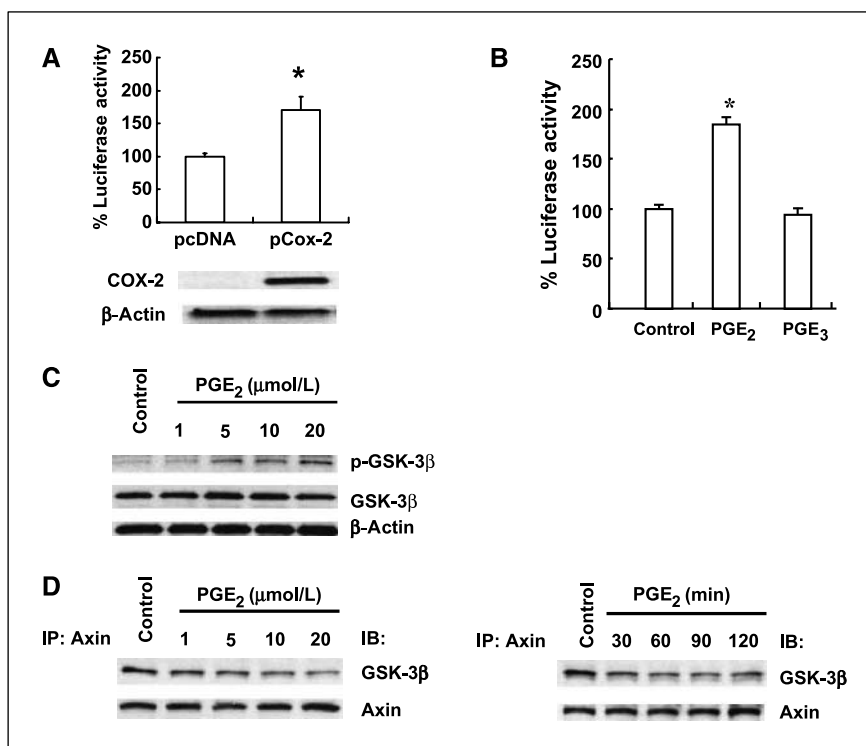 A
% Luciferase activity
250
200
150
100
50
0
*
pcDNA pCox-2
COX-2
β-Actin
B
% Luciferase activity
250
200
150
100
50
0
*
Control PGE2 PGE3
C
Control
PGE2 (μmol/L)
1 5 10 20
p-GSK-3β
GSK-3β
β-Actin
D
Control
PGE2 (μmol/L)
IP: Axin 1 5 10 20 IB:
GSK-3β
Axin
Control
PGE2 (min)
IP: Axin 30 60 90 120 IB:
GSK-3β
Axin